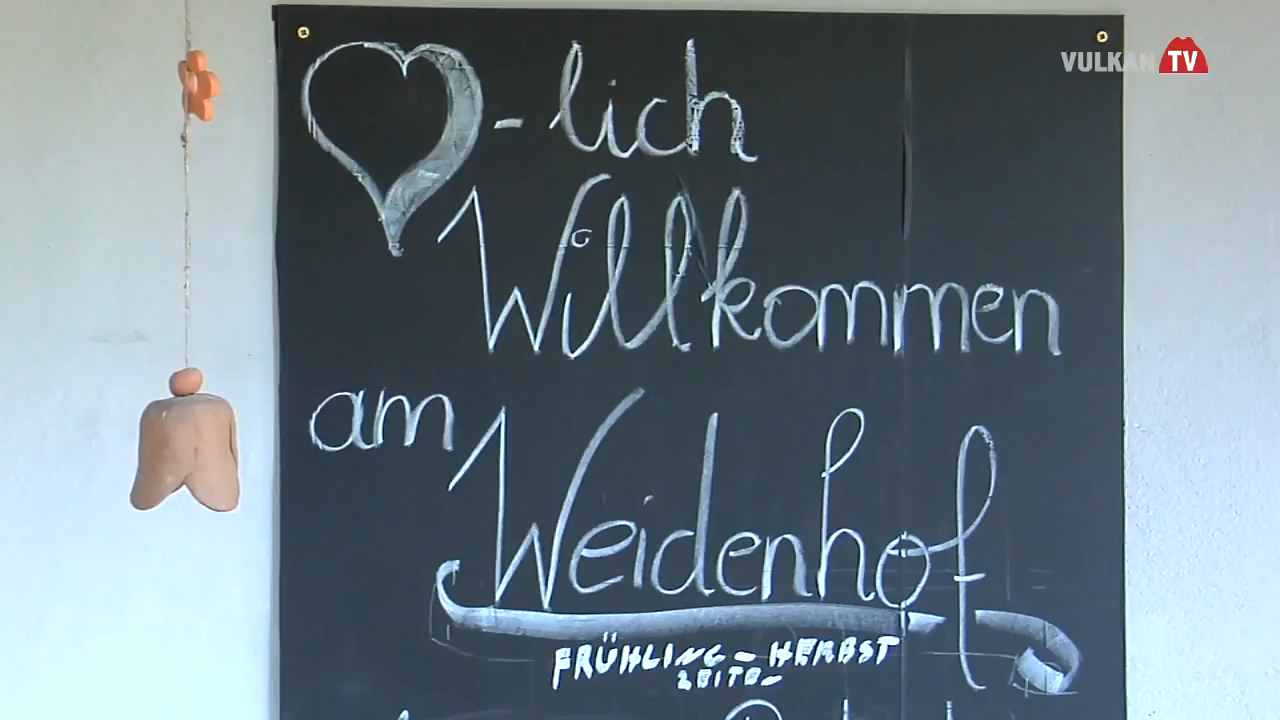 VULKAN TV
♥-lich
Willkommen
am Weidenhof
FRÜHLING - HERBST
ZEITEN